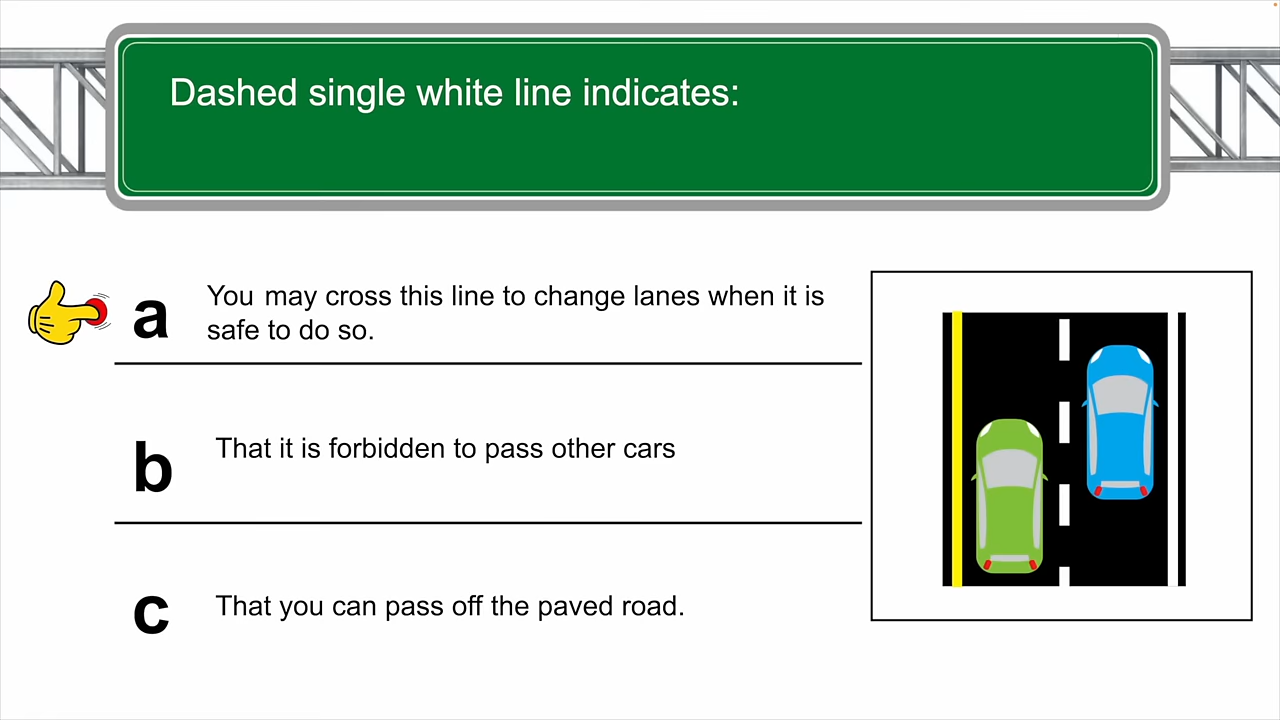 Dashed single white line indicates:
a
You may cross this line to change lanes when it is
safe to do so.
b
That it is forbidden to pass other cars
c
That you can pass off the paved road.